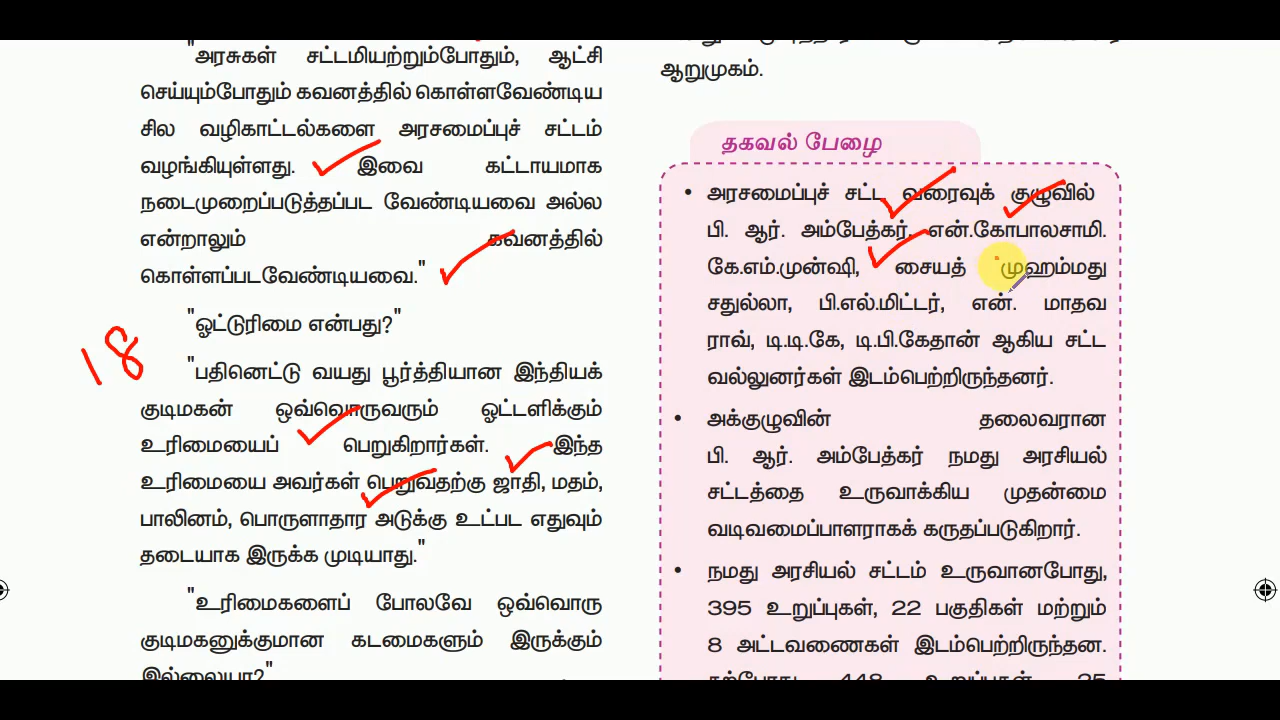 "அரசுகள் சட்டமியற்றும்போதும், ஆட்சி
செய்யும்போதும் கவனத்தில் கொள்ளவேண்டிய
சில வழிகாட்டல்களை அரசமைப்புச் சட்டம்
வழங்கியுள்ளது. இவை கட்டாயமாக
நடைமுறைப்படுத்தப்பட வேண்டியவை அல்ல
என்றாலும் கவனத்தில்
கொள்ளப்படவேண்டியவை."
"ஓட்டுரிமை என்பது?"
18
"பதினெட்டு வயது பூர்த்தியான இந்தியக்
குடிமகன் ஒவ்வொருவரும் ஓட்டளிக்கும்
உரிமையைப் பெறுகிறார்கள். இந்த
உரிமையை அவர்கள் பெறுவதற்கு ஜாதி, மதம்,
பாலினம், பொருளாதார அடுக்கு உட்பட எதுவும்
தடையாக இருக்க முடியாது."
"உரிமைகளைப் போலவே ஒவ்வொரு
குடிமகனுக்குமான கடமைகளும் இருக்கும்
இல்லையா?"
ஆறுமுகம்.
தகவல் பேழை
• அரசமைப்புச் சட்ட வரைவுக் குழுவில்
பி. ஆர். அம்பேத்கர், என்.கோபாலசாமி.
கே.எம்.முன்ஷி, சையத் முஹம்மது
சதுல்லா, பி.எல்.மிட்டர், என். மாதவ
ராவ், டி.டி.கே, டி.பி.கேதான் ஆகிய சட்ட
வல்லுனர்கள் இடம்பெற்றிருந்தனர்.
• அக்குழுவின் தலைவரான
பி. ஆர். அம்பேத்கர் நமது அரசியல்
சட்டத்தை உருவாக்கிய முதன்மை
வடிவமைப்பாளராகக் கருதப்படுகிறார்.
• நமது அரசியல் சட்டம் உருவானபோது,
395 உறுப்புகள், 22 பகுதிகள் மற்றும்
8 அட்டவணைகள் இடம்பெற்றிருந்தன.
தற்போது 448 உறுப்புகள் 25